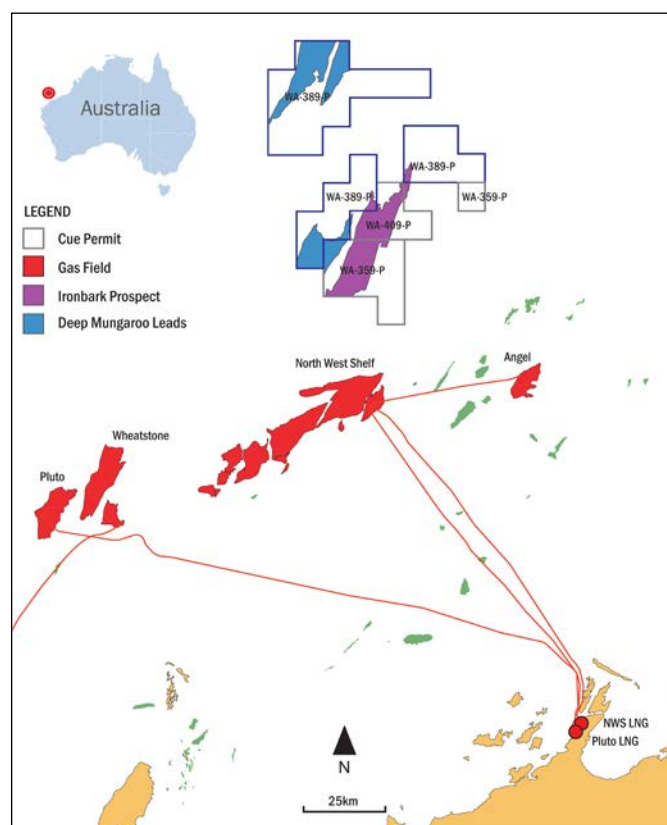 Australia
WA-389-P
WA-389-P
WA-389-P
WA-359-P
WA-409-P
WA-359-P
LEGEND
Cue Permit
Gas Field
Ironbark Prospect
Deep Mungaroo Leads
North West Shelf
Angel
Wheatstone
Pluto
NWS LNG
Pluto LNG
N
25km